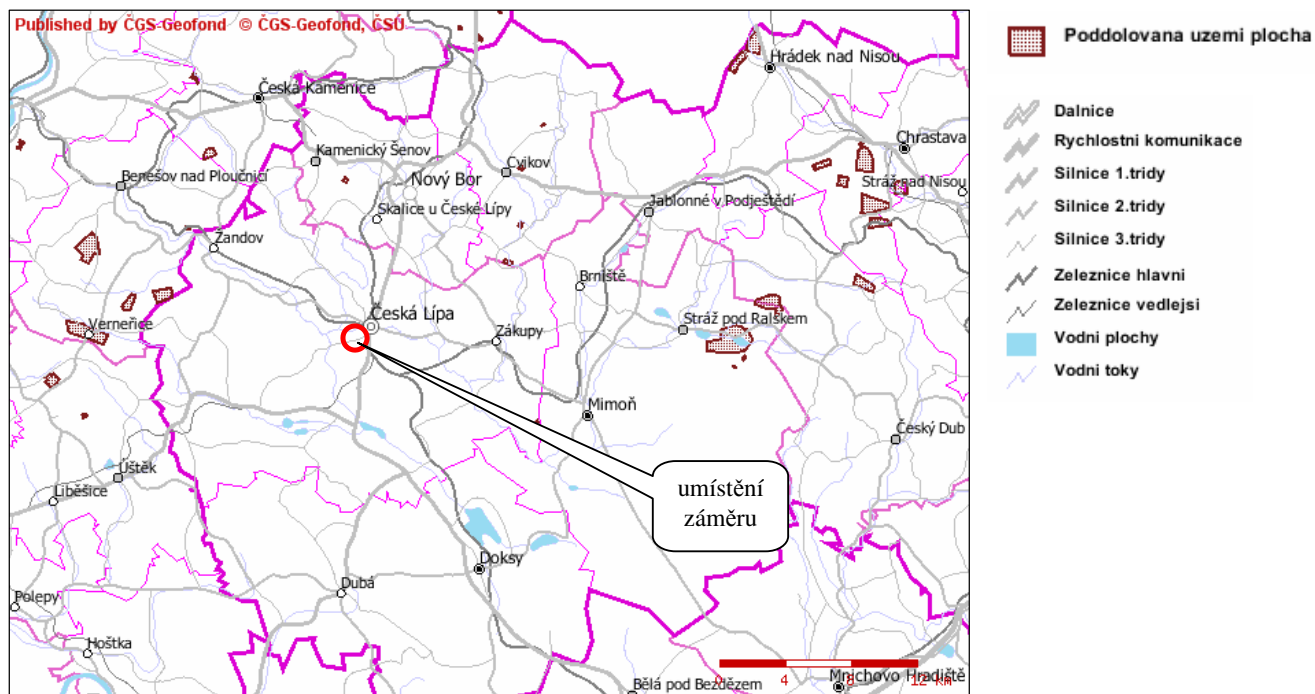 Published by ČGS-Geofond © ČGS-Geofond, ČSÚ
Hrádek nad Nisou
Česká Kamenice
Chrastava
Kamenický Šenov
Cvikov
Benešov nad Ploučnicí
Nový Bor
Stráž nad Nisou
Jablonné v Podještědí
Skalice u České Lípy
Žandov
Brniště
Česká Lípa
Stráž pod Ralskem
Verneřice
Zákupy
Mimoň
Český Dub
Úštěk
Liběšice
umístění
záměru
Doksy
Dubá
Polepy
Hoštka
0 4 8 12 km
Mnichovo Hradiště
Bělá pod Bezdězem
Poddolovana uzemi plocha
Dalnice
Rychlostni komunikace
Silnice 1.tridy
Silnice 2.tridy
Silnice 3.tridy
Zeleznice hlavni
Zeleznice vedlejsi
Vodni plochy
Vodni toky